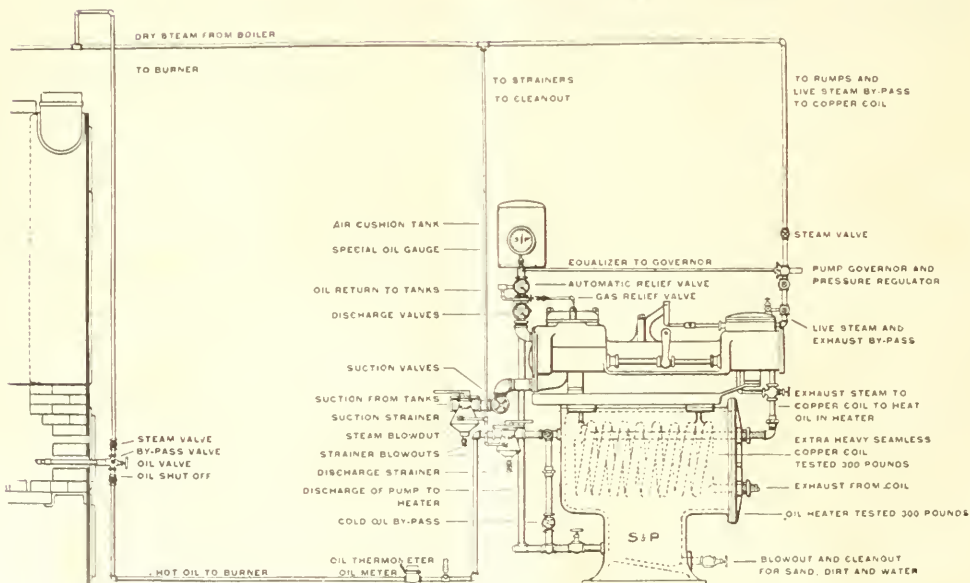 DRY STEAM FROM BOILER
TO BURNER
TO STRAINERS
TO CLEANOUT
TO PUMPS AND
LIVE STEAM BY-PASS
TO COPPER COIL
AIR CUSHION TANK
SPECIAL OIL GAUGE
OIL RETURN TO TANKS
DISCHARGE VALVES
SUCTION VALVES
SUCTION FROM TANKS
SUCTION STRAINER
STEAM BLOWOUT
STRAINER BLOWOUTS
DISCHARGE STRAINER
DISCHARGE OF PUMP TO
HEATER
COLD OIL BY-PASS
EQUALIZER TO GOVERNOR
AUTOMATIC RELIEF VALVE
GAS RELIEF VALVE
STEAM VALVE
PUMP GOVERNOR AND
PRESSURE REGULATOR
LIVE STEAM AND
EXHAUST BY-PASS
EXHAUST STEAM TO
COPPER COIL TO HEAT
OIL IN HEATER
EXTRA HEAVY SEAMLESS
COPPER COIL
TESTED 300 POUNDS
EXHAUST FROM COIL
OIL HEATER TESTED 300 POUNDS
S&P
BLOWOUT AND CLEANOUT
FOR SAND, DIRT AND WATER
STEAM VALVE
BY-PASS VALVE
OIL VALVE
OIL SHUT OFF
HOT OIL TO BURNER
OIL THERMOMETER
OIL METER